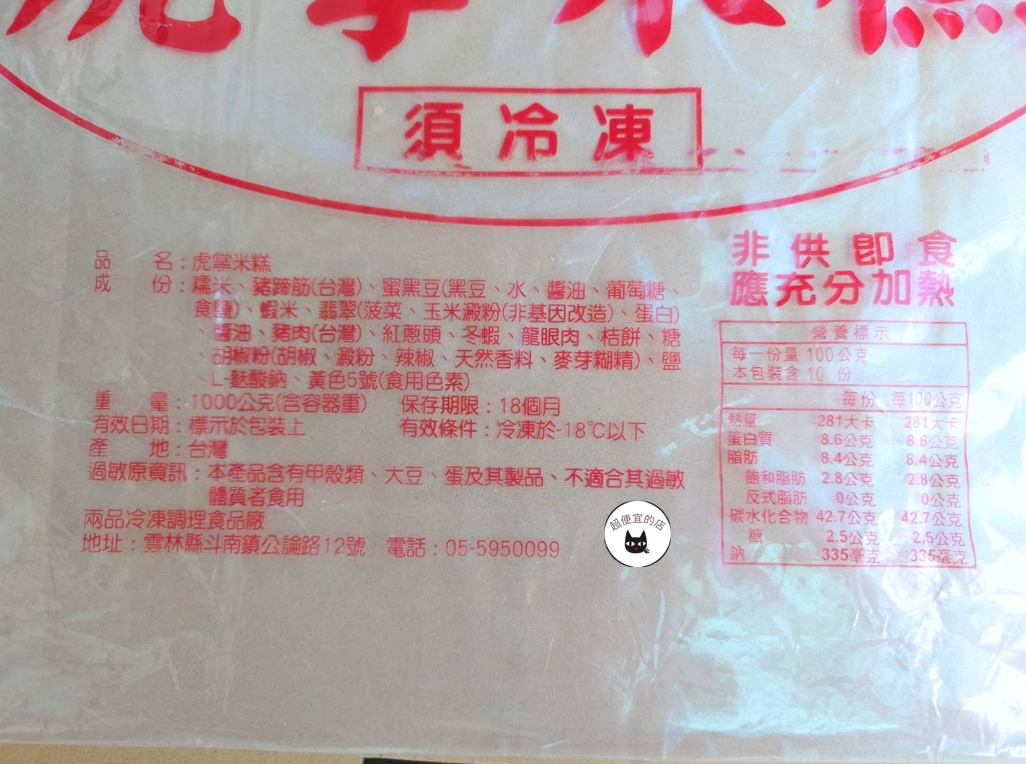 虎掌米糕
須冷凍
品　　名：虎掌米糕
成　　份：糯米、豬蹄筋(台灣)、蜜黑豆(黑豆、水、醬油、葡萄糖、
食鹽)、蝦米、翡翠(菠菜、玉米澱粉(非基因改造)、蛋白)
、醬油、豬肉(台灣)、紅蔥頭、冬蝦、龍眼肉、桔餅、糖
、胡椒粉(胡椒、澱粉、辣椒、天然香料、麥芽糊精)、鹽
、L-麩酸鈉、黃色5號(食用色素)
重　　量：1000公克(含容器重)　保存期限：18個月
有效日期：標示於包裝上　有效條件：冷凍於-18℃以下
產　　地：台灣
過敏原資訊：本產品含有甲殼類、大豆、蛋及其製品、不適合其過敏
體質者食用
兩品冷凍調理食品廠
地址：雲林縣斗南鎮公論路12號　電話：05-5950099
超便宜的店
非供即食
應充分加熱
營養標示
每一份量 100公克
本包裝含 10 份
每份　每100公克
熱量　281大卡　281大卡
蛋白質　8.6公克　8.6公克
脂肪　8.4公克　8.4公克
飽和脂肪　2.8公克　2.8公克
反式脂肪　0公克　0公克
碳水化合物　42.7公克　42.7公克
糖　2.5公克　2.5公克
鈉　335毫克　335毫克